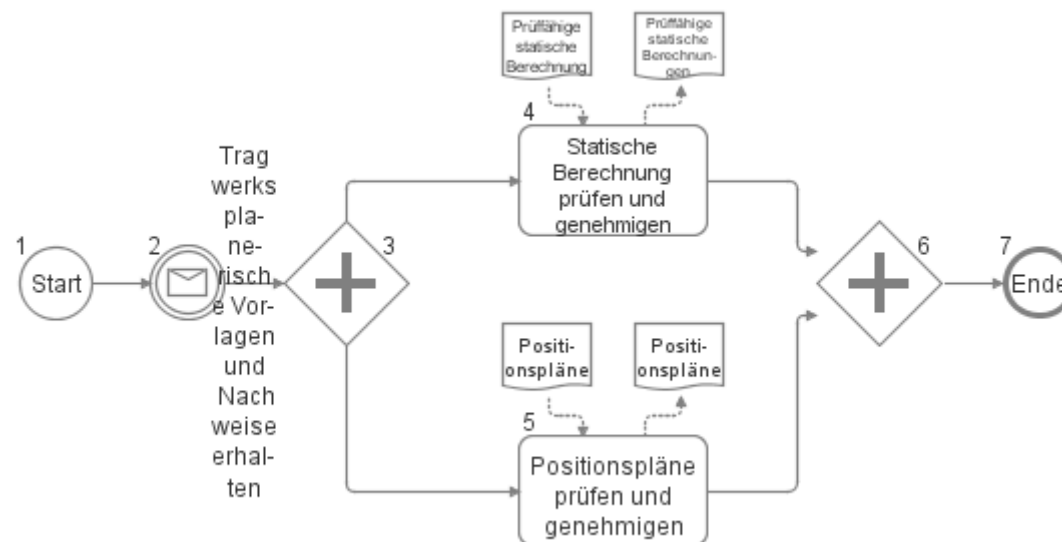 Prüffähige
statische
Berechnung
Prüffähige
statische
Berechnun-
gen
4
Statische
Berechnung
prüfen und
genehmigen
1
Start
2
Trag
werks
pla-
ne-
risch
e Vor-
lagen
und
Nach
weise
erhal-
ten
3
6
7
Ende
Positi-
onspläne
Positi-
onspläne
5
Positionspläne
prüfen und
genehmigen